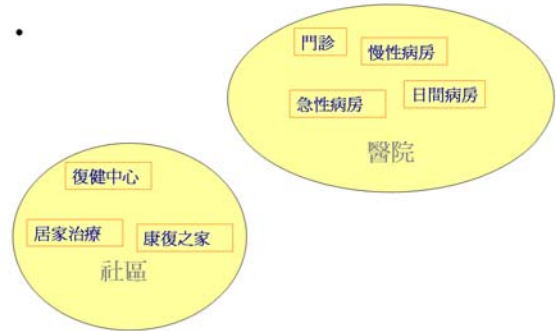 門診
慢性病房
急性病房
日間病房
醫院
復健中心
居家治療
康復之家
社區